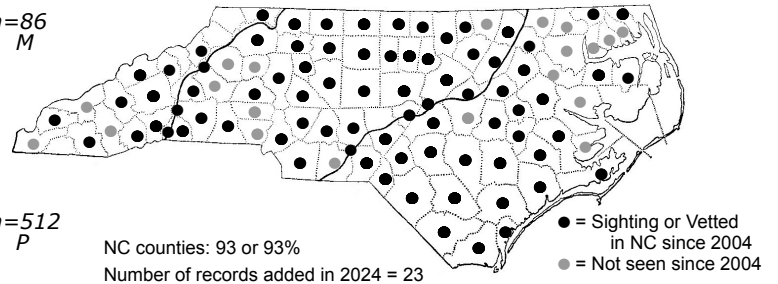 n=86
M
n=512
P
NC counties: 93 or 93%
Number of records added in 2024 = 23
= Sighting or Vetted
in NC since 2004
= Not seen since 2004